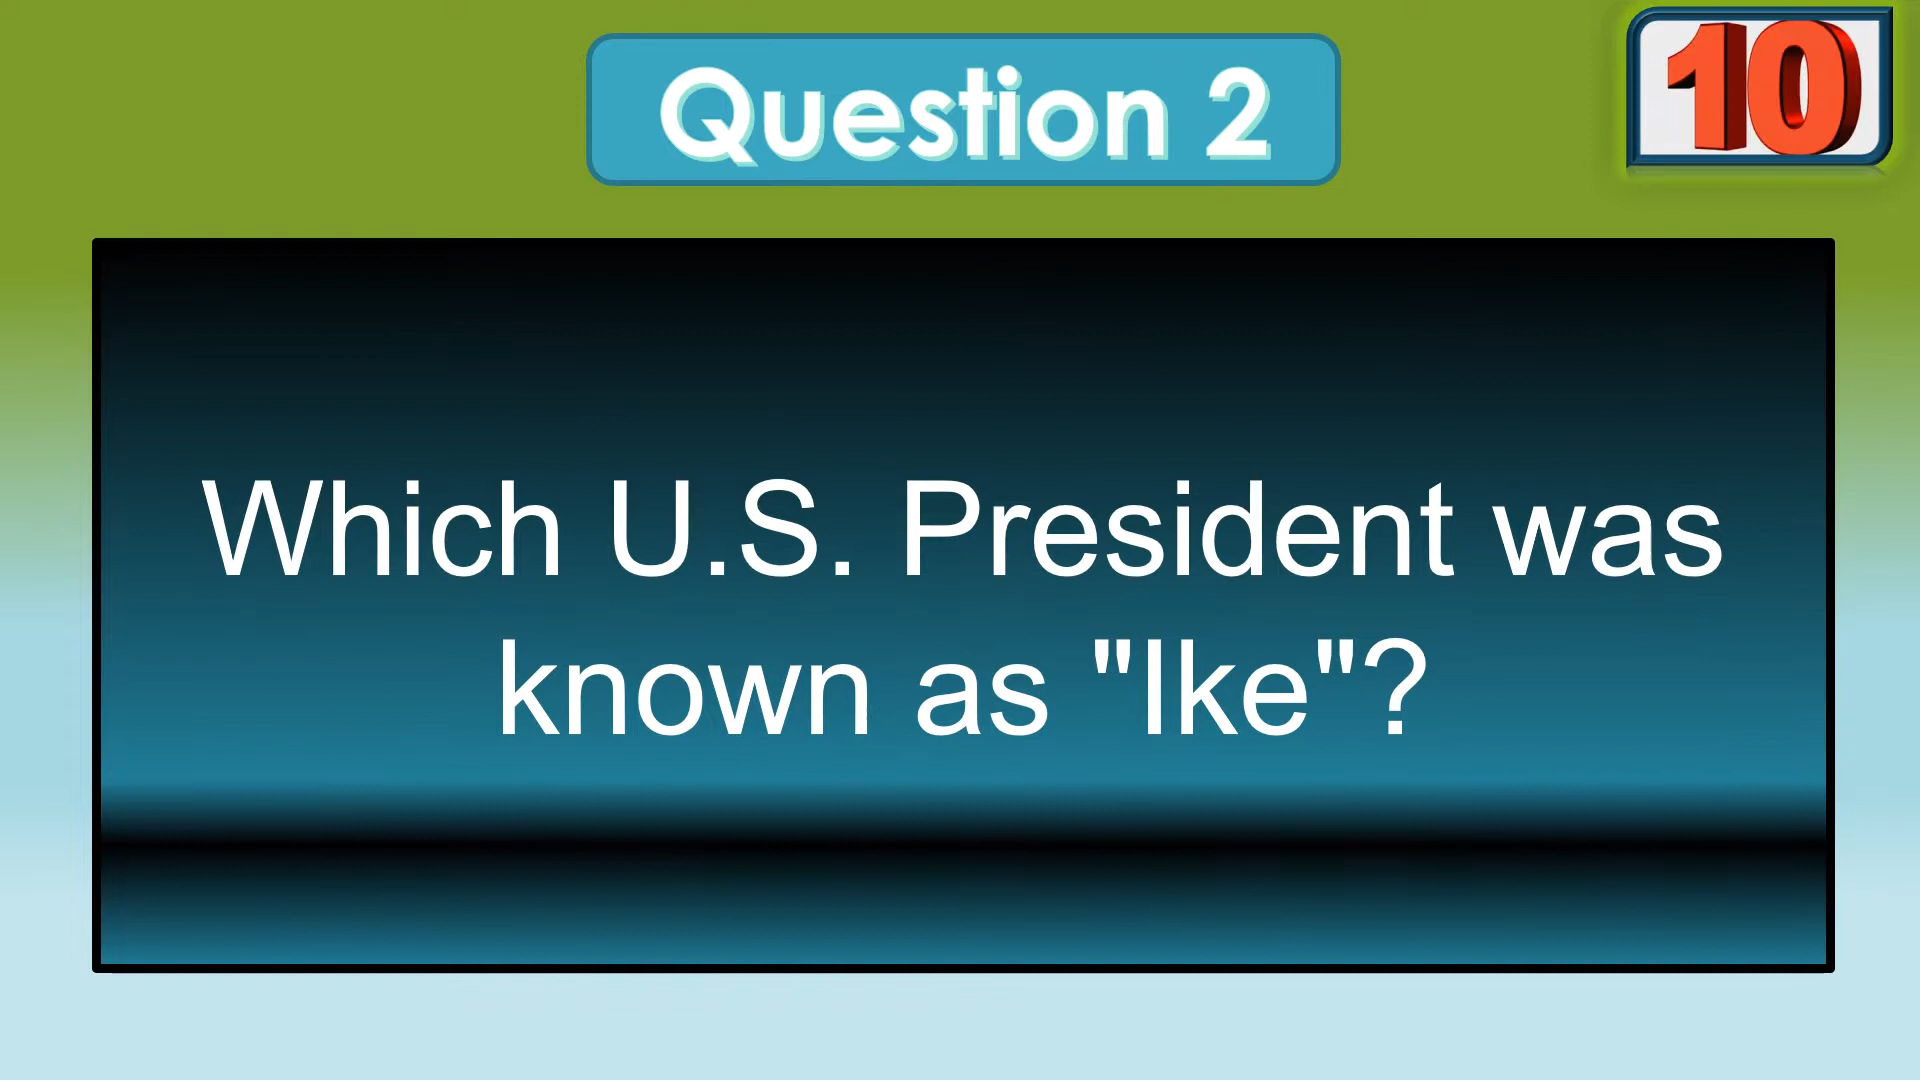 Question 2
10
Which U.S. President was
known as "Ike"?